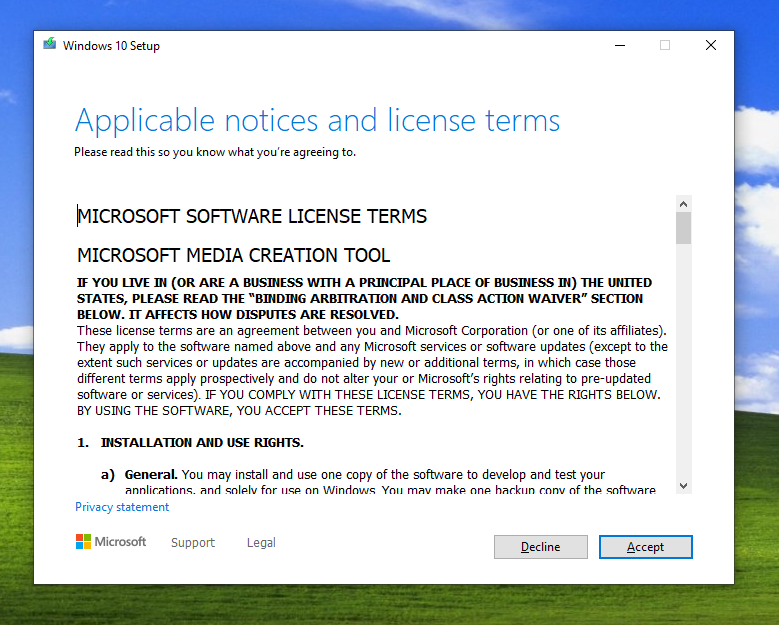 Windows 10 Setup
Applicable notices and license terms
Please read this so you know what you're agreeing to.
MICROSOFT SOFTWARE LICENSE TERMS
MICROSOFT MEDIA CREATION TOOL
IF YOU LIVE IN (OR ARE A BUSINESS WITH A PRINCIPAL PLACE OF BUSINESS IN) THE UNITED
STATES, PLEASE READ THE “BINDING ARBITRATION AND CLASS ACTION WAIVER” SECTION
BELOW. IT AFFECTS HOW DISPUTES ARE RESOLVED.
These license terms are an agreement between you and Microsoft Corporation (or one of its affiliates).
They apply to the software named above and any Microsoft services or software updates (except to the
extent such services or updates are accompanied by new or additional terms, in which case those
different terms apply prospectively and do not alter your or Microsoft’s rights relating to pre-updated
software or services). IF YOU COMPLY WITH THESE LICENSE TERMS, YOU HAVE THE RIGHTS BELOW.
BY USING THE SOFTWARE, YOU ACCEPT THESE TERMS.
1. INSTALLATION AND USE RIGHTS.
a) General. You may install and use one copy of the software to develop and test your
applications, and solely for use on Windows. You may make one backup copy of the software
Privacy statement
Microsoft Support Legal
Decline Accept